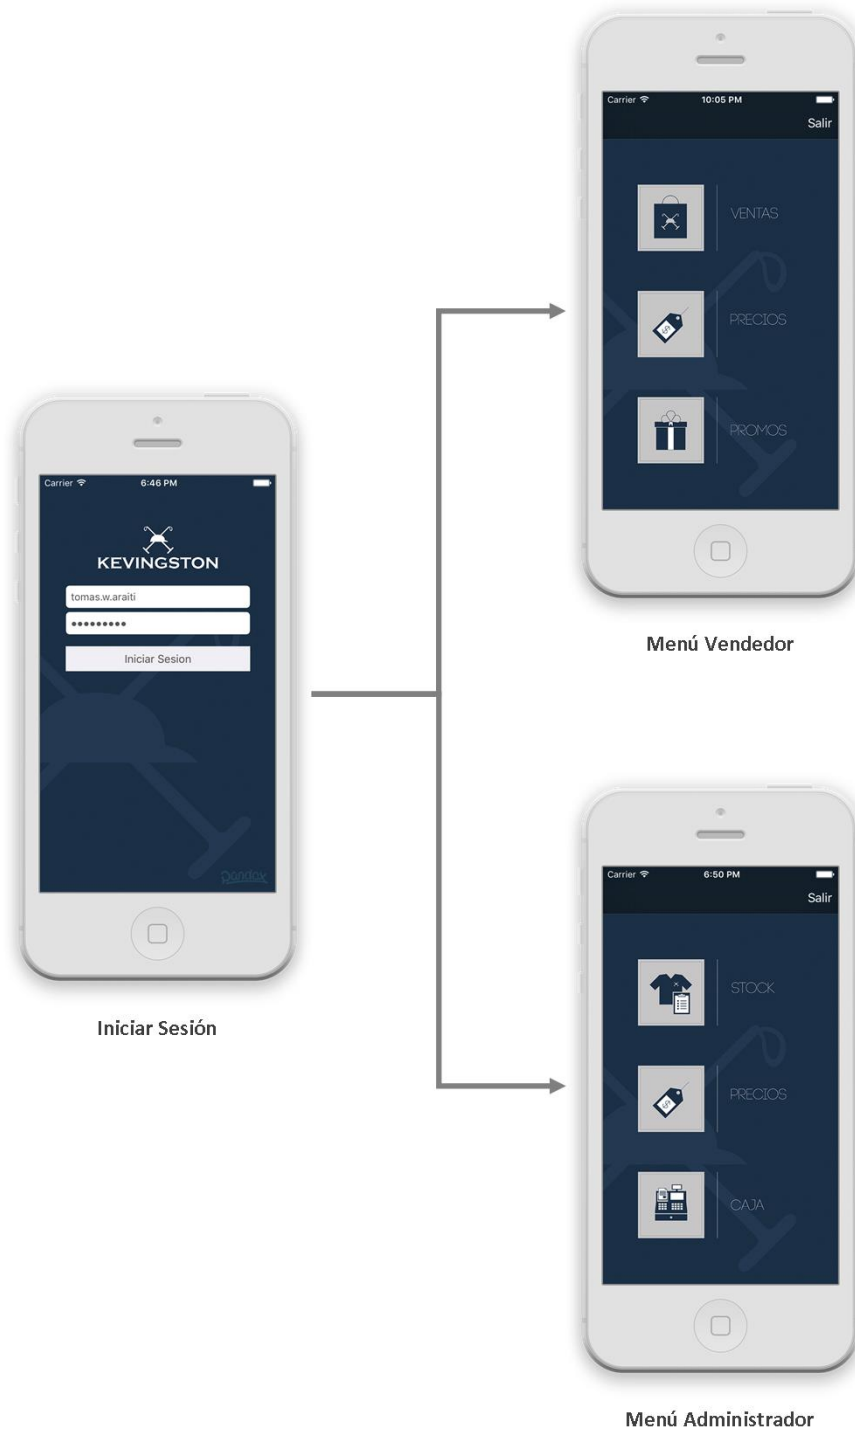 Carrier 6:46 PM
KEVINGSTON
tomas.w.araiti
•••••••••
Iniciar Sesion
Iniciar Sesión
Carrier 10:05 PM
Salir
VENTAS
PRECIOS
PROMOS
Menú Vendedor
Carrier 6:50 PM
Salir
STOCK
PRECIOS
CAJA
Menú Administrador